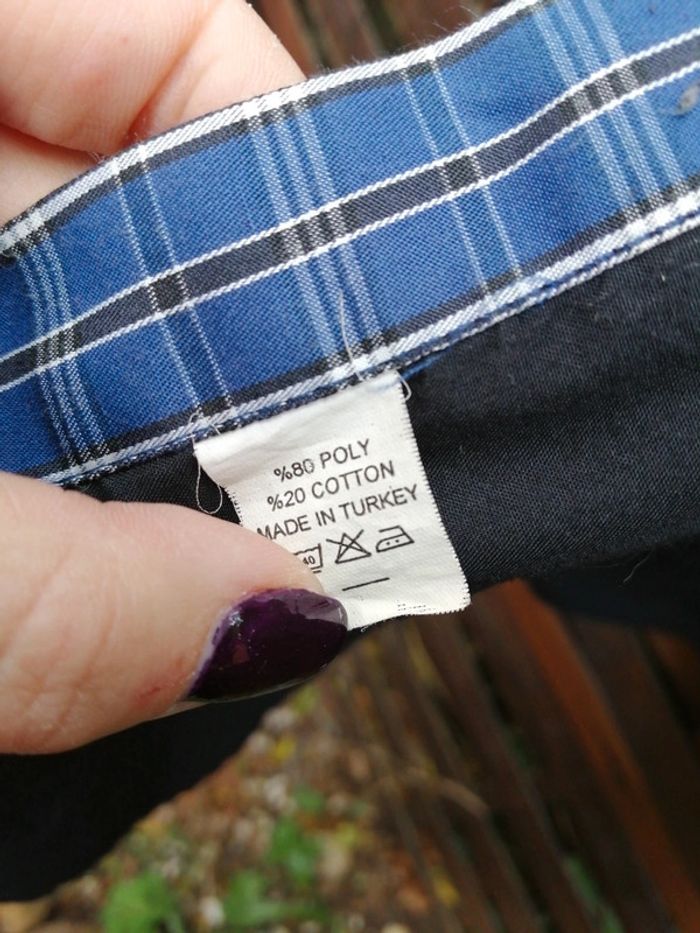 %80 POLY
%20 COTTON
MADE IN TURKEY
40